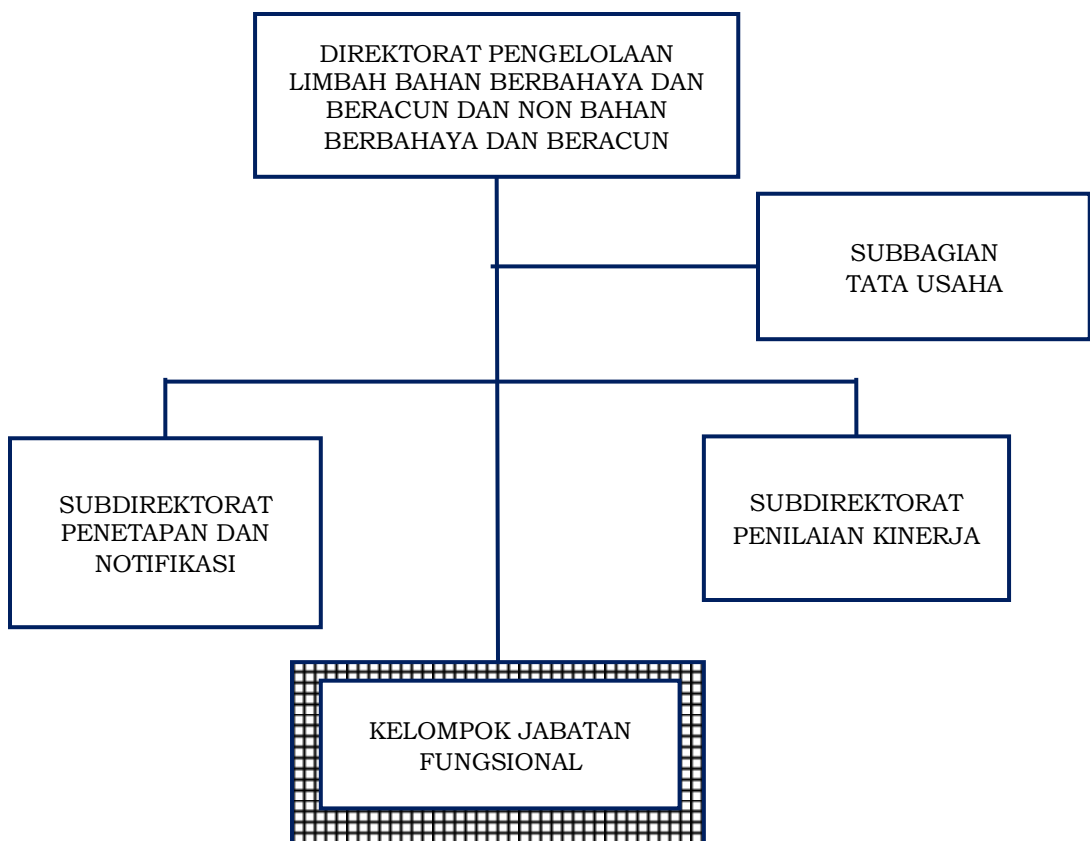 DIREKTORAT PENGELOLAAN
LIMBAH BAHAN BERBAHAYA DAN
BERACUN DAN NON BAHAN
BERBAHAYA DAN BERACUN
SUBBAGIAN
TATA USAHA
SUBDIREKTORAT
PENETAPAN DAN
NOTIFIKASI
SUBDIREKTORAT
PENILAIAN KINERJA
KELOMPOK JABATAN
FUNGSIONAL